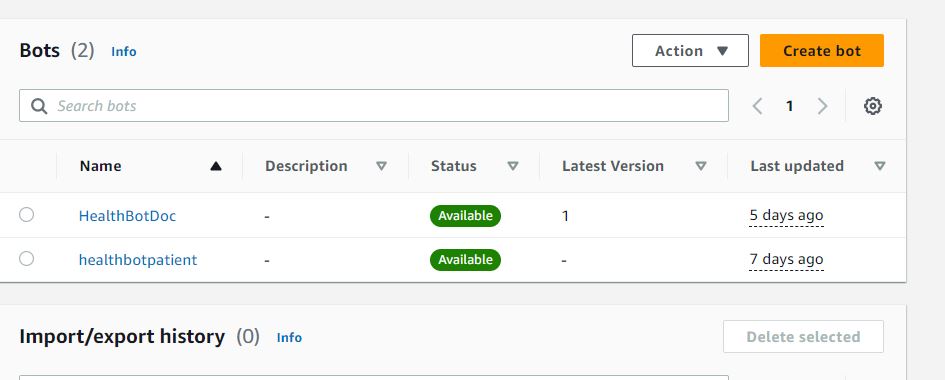 Bots (2) Info Action Create bot
Search bots 1
Name Description Status Latest Version Last updated
HealthBotDoc - Available 1 5 days ago
healthbotpatient - Available - 7 days ago
Import/export history (0) Info Delete selected